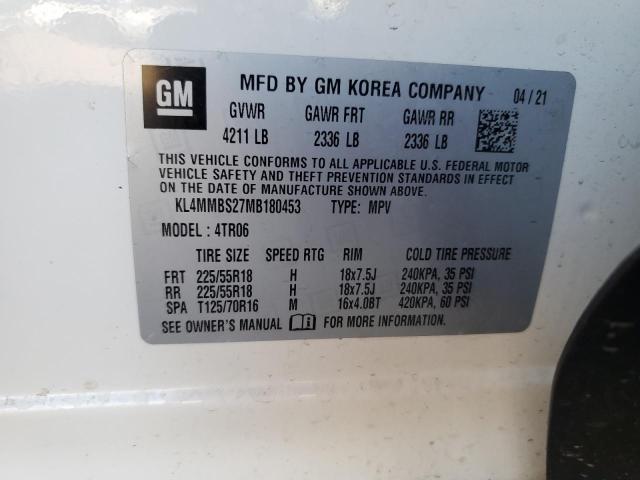 GM MFD BY GM KOREA COMPANY 04 / 21
GVWR GAWR FRT GAWR RR
4211 LB 2336 LB 2336 LB
THIS VEHICLE CONFORMS TO ALL APPLICABLE U.S. FEDERAL MOTOR
VEHICLE SAFETY AND THEFT PREVENTION STANDARDS IN EFFECT
ON THE DATE OF MANUFACTURE SHOWN ABOVE.
KL4MMBS27MB180453 TYPE: MPV
MODEL : 4TR06
TIRE SIZE SPEED RTG RIM COLD TIRE PRESSURE
FRT 225/55R18 H 18x7.5J 240KPA, 35 PSI
RR 225/55R18 H 18x7.5J 240KPA, 35 PSI
SPA T125/70R16 M 16x4.0BT 420KPA, 60 PSI
SEE OWNER'S MANUAL FOR MORE INFORMATION.